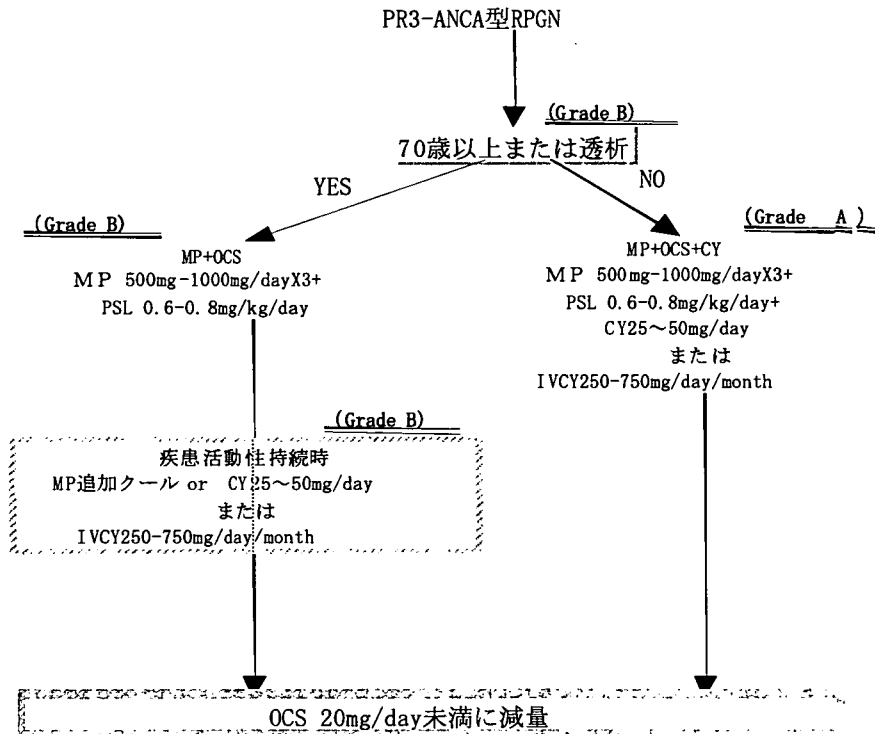 PR3-ANCA型RPGN
(Grade B)
70歳以上または透析
YES
NO
(Grade B)
MP+OCS
MP 500mg-1000mg/dayX3+
PSL 0.6-0.8mg/kg/day
(Grade A)
MP+OCS+CY
MP 500mg-1000mg/dayX3+
PSL 0.6-0.8mg/kg/day+
CY25~50mg/day
または
IVCY250-750mg/day/month
(Grade B)
疾患活動性持続時
MP追加クール or CY25~50mg/day
または
IVCY250-750mg/day/month
OCS 20mg/day未満に減量